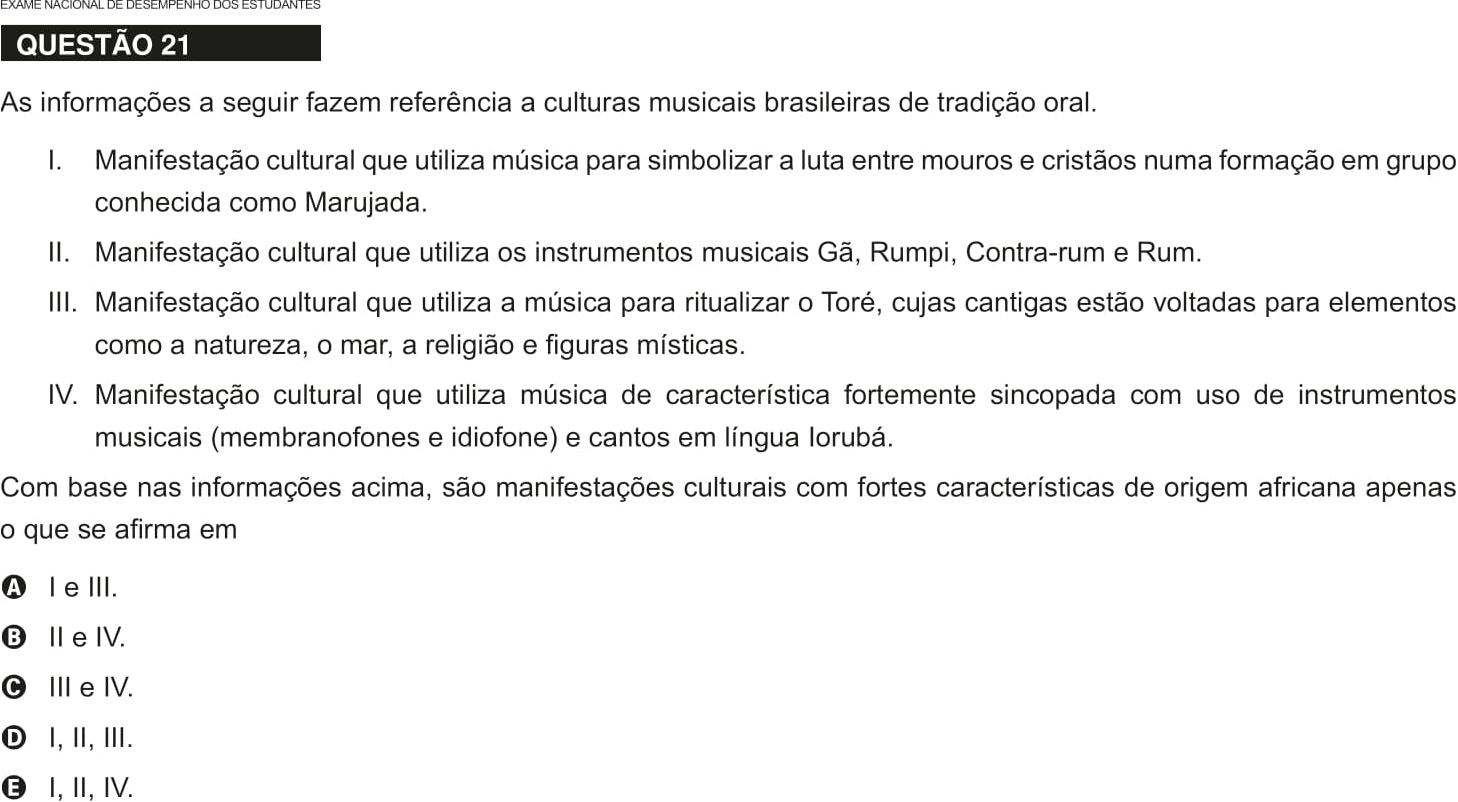 EXAME NACIONAL DE DESEMPENHO DOS ESTUDANTES
QUESTÃO 21
As informações a seguir fazem referência a culturas musicais brasileiras de tradição oral.
I. Manifestação cultural que utiliza música para simbolizar a luta entre mouros e cristãos numa formação em grupo
conhecida como Marujada.
II. Manifestação cultural que utiliza os instrumentos musicais Gã, Rumpi, Contra-rum e Rum.
III. Manifestação cultural que utiliza a música para ritualizar o Toré, cujas cantigas estão voltadas para elementos
como a natureza, o mar, a religião e figuras místicas.
IV. Manifestação cultural que utiliza música de característica fortemente sincopada com uso de instrumentos
musicais (membranofones e idiofone) e cantos em língua Iorubá.
Com base nas informações acima, são manifestações culturais com fortes características de origem africana apenas
o que se afirma em
A I e III.
B II e IV.
C III e IV.
D I, II, III.
E I, II, IV.